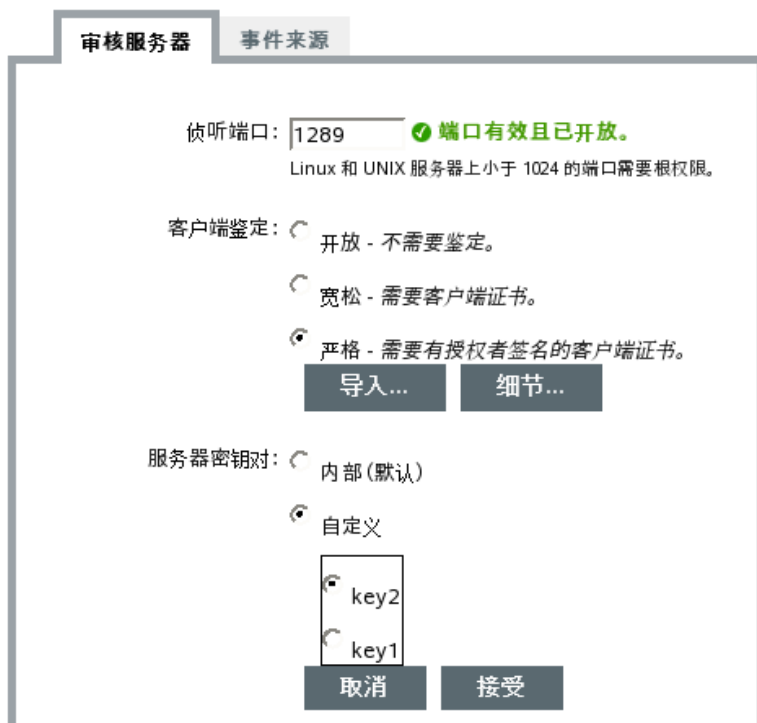 审核服务器 事件来源
侦听端口: 1289 端口有效且已开放。
Linux 和 UNIX 服务器上小于 1024 的端口需要根权限。
客户端鉴定: 开放 - 不需要鉴定。
宽松 - 需要客户端证书。
严格 - 需要有授权者签名的客户端证书。
导入... 细节...
服务器密钥对: 内部(默认)
自定义
key2
key1
取消 接受